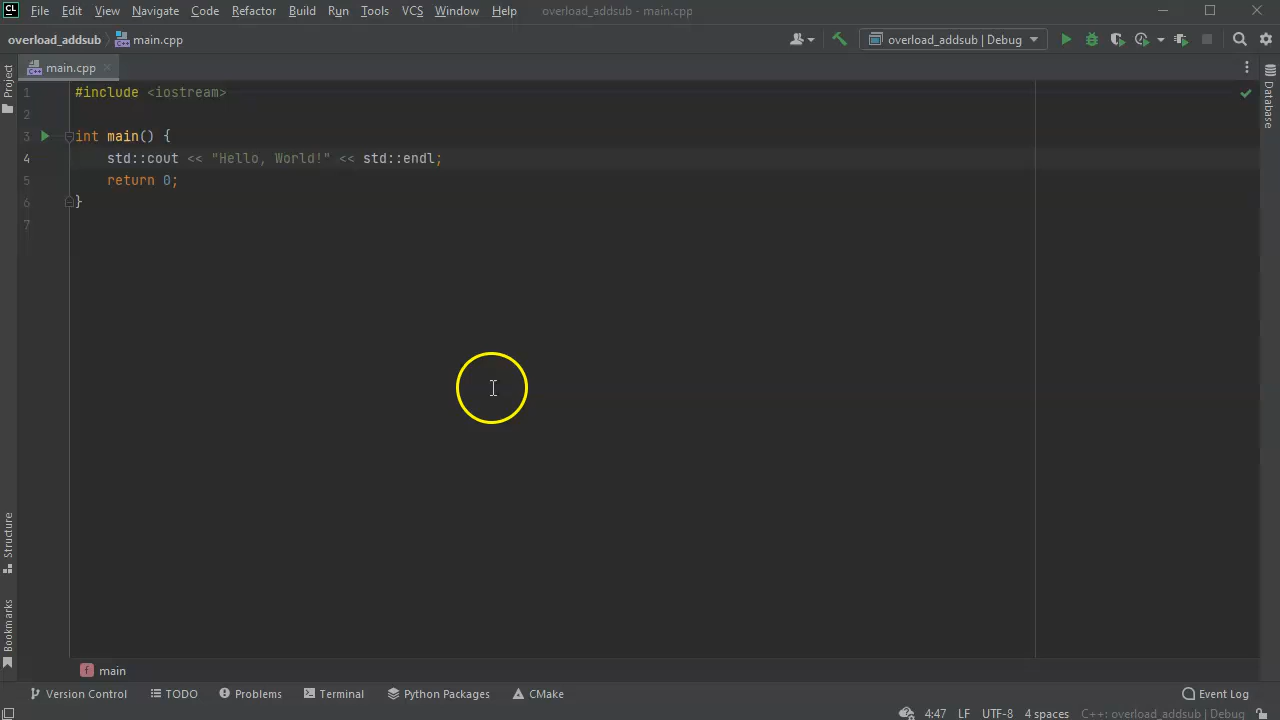 CL File Edit View Navigate Code Refactor Build Run Tools VCS Window Help overload_addsub - main.cpp
overload_addsub main.cpp overload_addsub | Debug
Project main.cpp Database
1 #include <iostream>
2
3 int main() {
4 std::cout << "Hello, World!" << std::endl;
5 return 0;
6 }
7
Structure
Bookmarks
f main
Version Control TODO Problems Terminal Python Packages CMake Event Log
4:47 LF UTF-8 4 spaces C++: overload_addsub | Debug